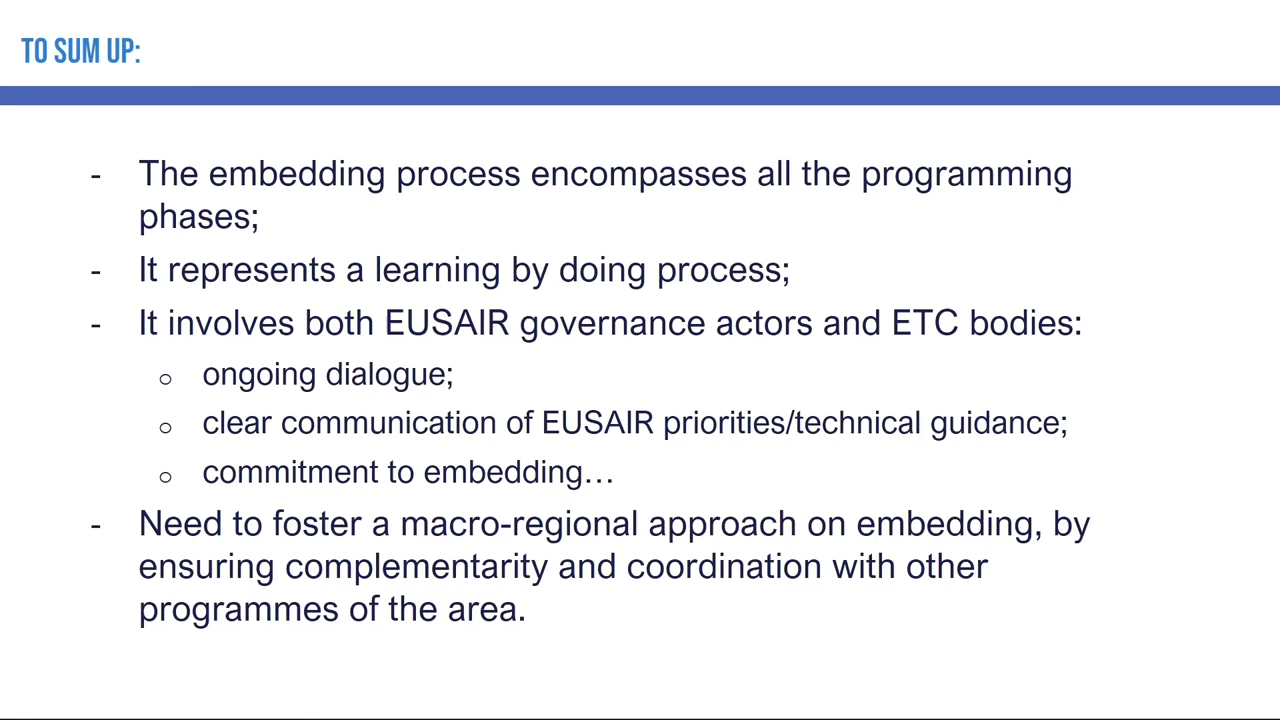 TO SUM UP:
- The embedding process encompasses all the programming
phases;
- It represents a learning by doing process;
- It involves both EUSAIR governance actors and ETC bodies:
o ongoing dialogue;
o clear communication of EUSAIR priorities/technical guidance;
o commitment to embedding…
- Need to foster a macro-regional approach on embedding, by
ensuring complementarity and coordination with other
programmes of the area.